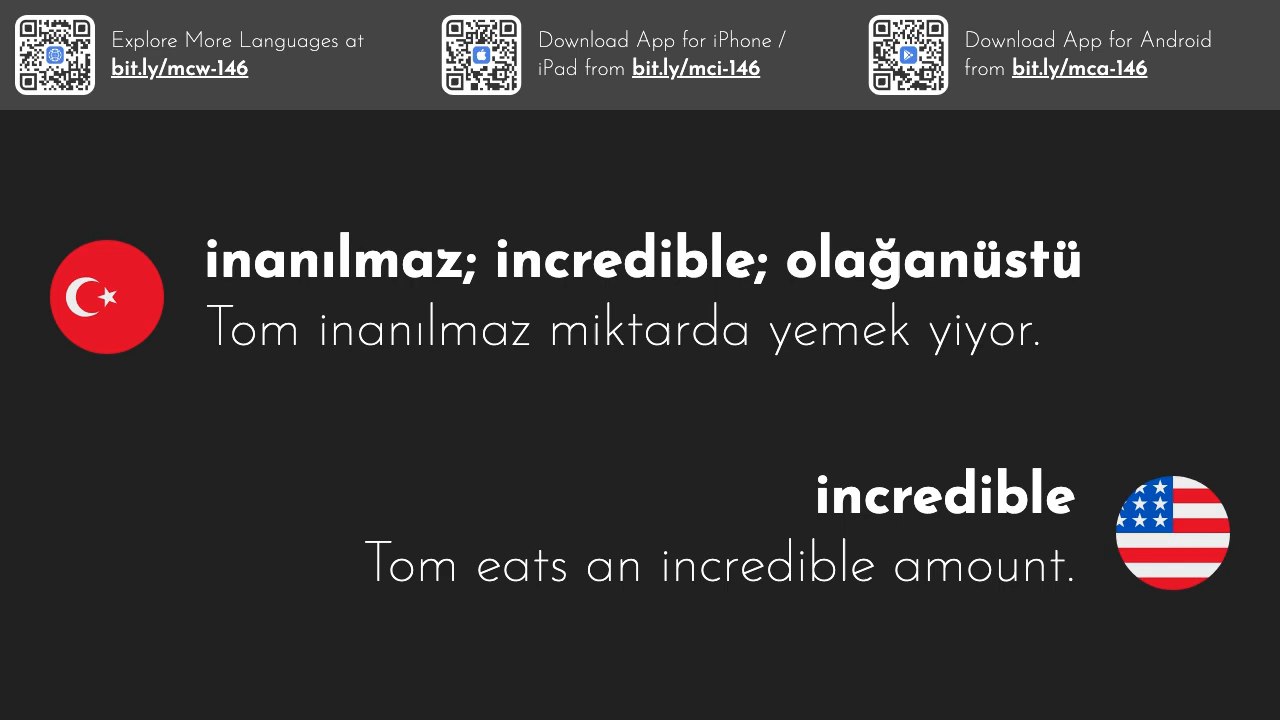 Explore More Languages at
bit.ly/mcw-146
Download App for iPhone /
iPad from bit.ly/mci-146
Download App for Android
from bit.ly/mca-146
inanılmaz; incredible; olağanüstü
Tom inanılmaz miktarda yemek yiyor.
incredible
Tom eats an incredible amount.